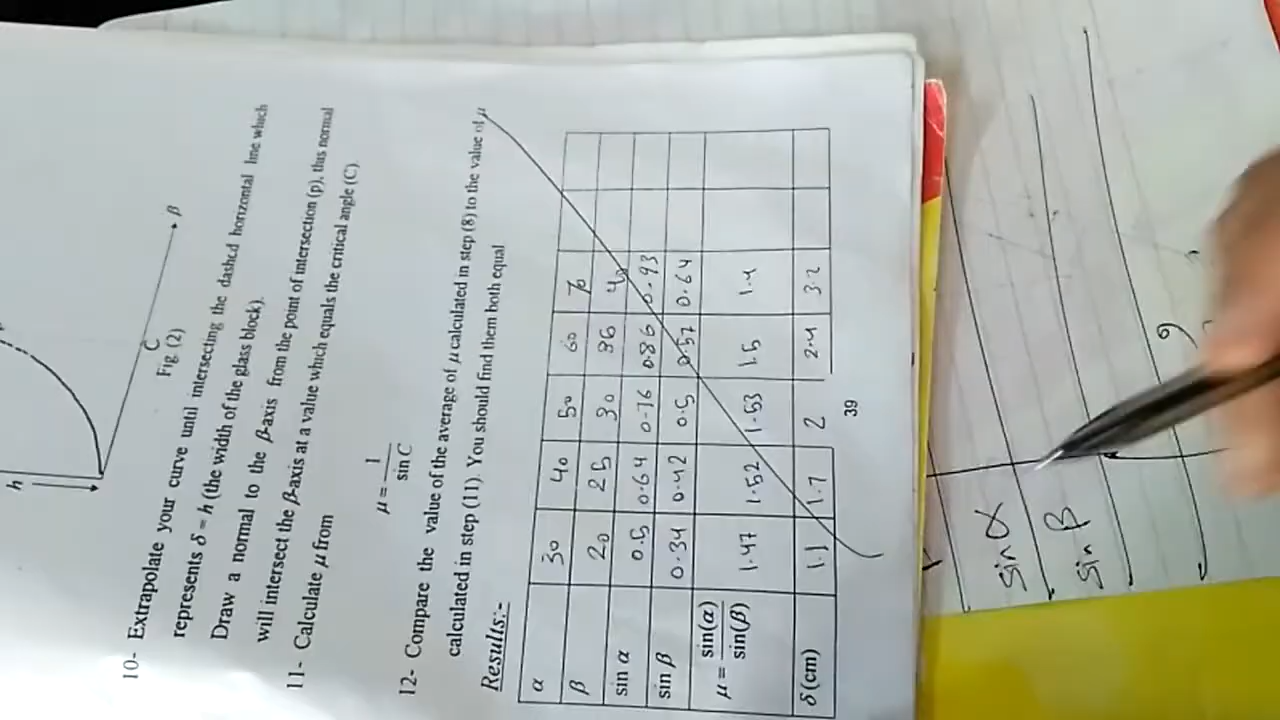 h
β
C
Fig. (2)
10- Extrapolate your curve until intersecting the dashed horizontal line which
represents δ = h (the width of the glass block).
Draw a normal to the β-axis from the point of intersection (p), this normal
will intersect the β-axis at a value which equals the critical angle (C).
11- Calculate μ from
μ = 1 / sin C
12- Compare the value of the average of μ calculated in step (8) to the value of μ
calculated in step (11). You should find them both equal
Results:-
α 30 40 50 60 70
β 20 25 30 36
sin α 0.5 0.64 0.76 0.86 0.93
sin β 0.34 0.42 0.5 0.57 0.64
μ = sin(α) / sin(β) 1.47 1.52 1.53 1.5 1.4
δ (cm) 1.1 1.7 2 2.4 3.2
39
sin α
sin β